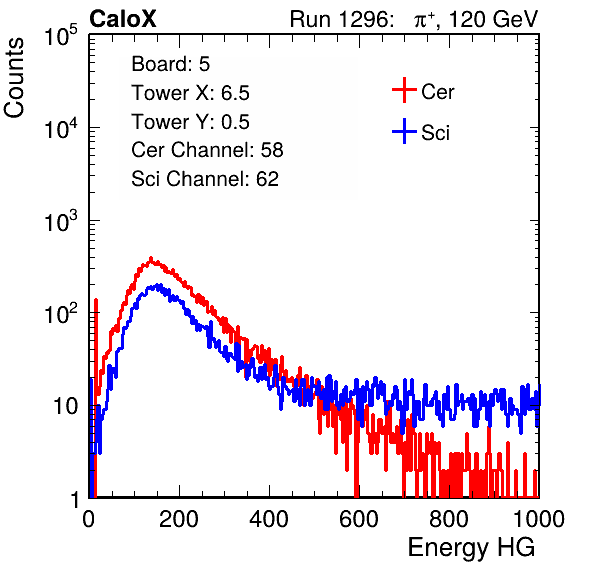 CaloX Run 1296: π⁺, 120 GeV
Counts
Board: 5
Tower X: 6.5
Tower Y: 0.5
Cer Channel: 58
Sci Channel: 62
Cer
Sci
10⁵
10⁴
10³
10²
10
1
0 200 400 600 800 1000
Energy HG